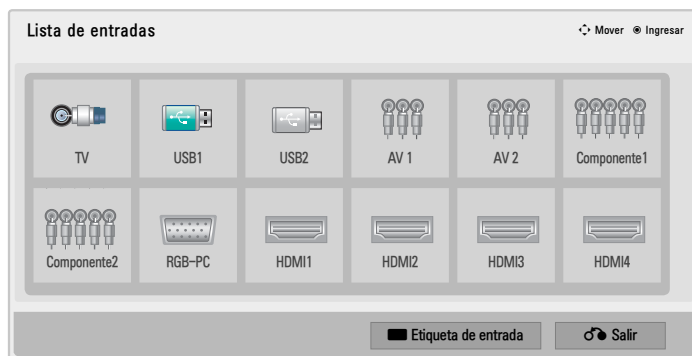 Lista de entradas
Mover Ingresar
TV USB1 USB2 AV 1 AV 2 Componente1
Componente2 RGB-PC HDMI1 HDMI2 HDMI3 HDMI4
Etiqueta de entrada Salir